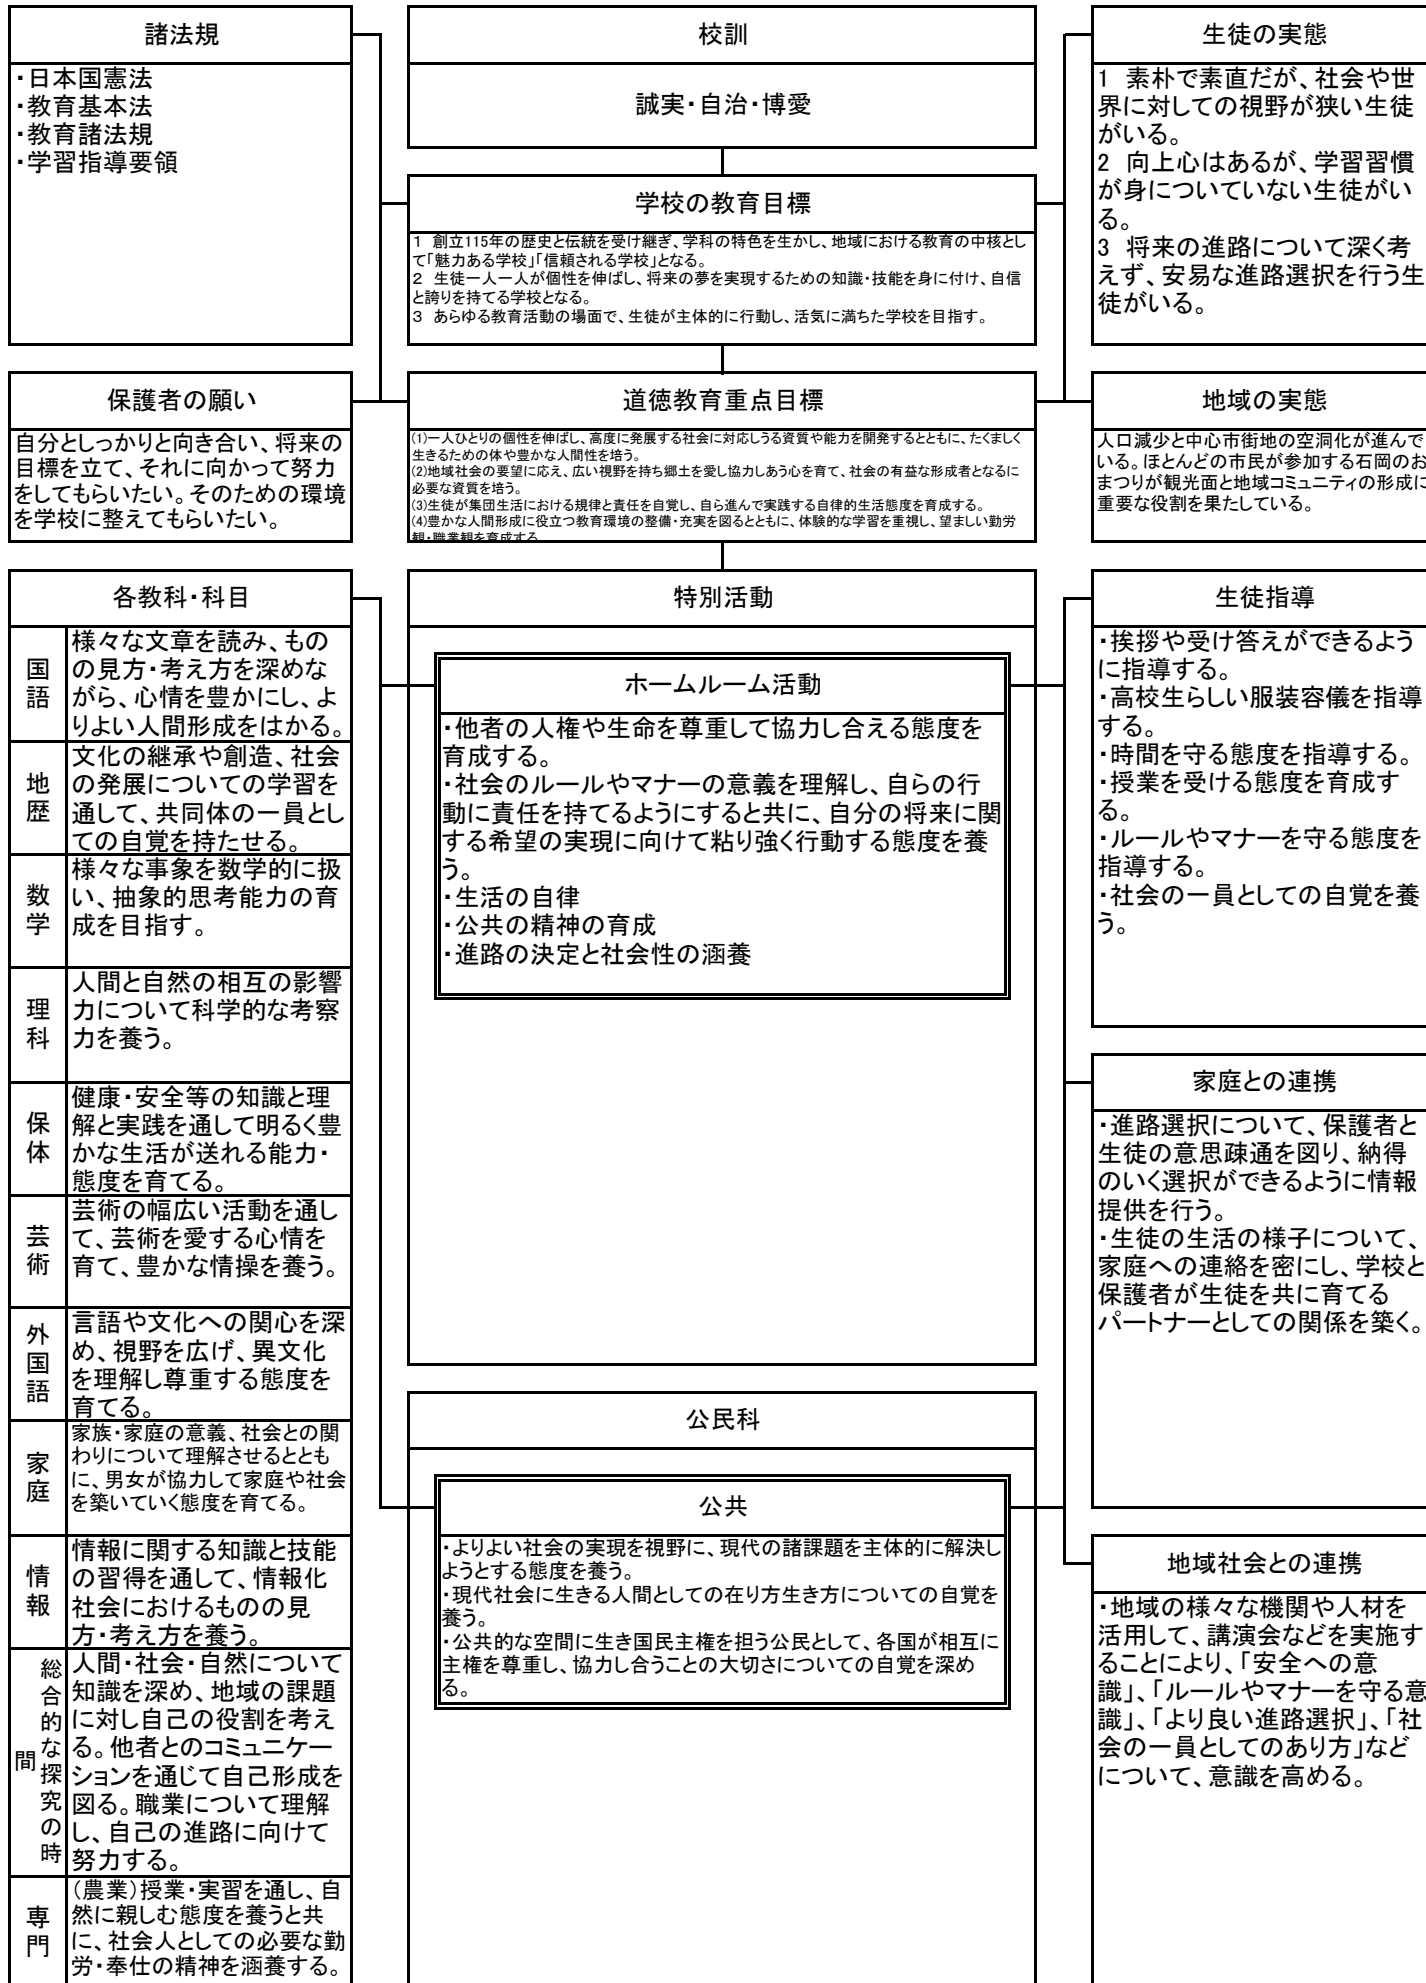 諸法規
・日本国憲法
・教育基本法
・教育諸法規
・学習指導要領
校訓
誠実・自治・博愛
生徒の実態
1　素朴で素直だが、社会や世
界に対しての視野が狭い生徒
がいる。
2　向上心はあるが、学習習慣
が身についていない生徒がい
る。
3　将来の進路について深く考
えず、安易な進路選択を行う生
徒がいる。
学校の教育目標
1　創立115年の歴史と伝統を受け継ぎ、学科の特色を生かし、地域における教育の中核とし
て「魅力ある学校」「信頼される学校」となる。
２　生徒一人一人が個性を伸ばし、将来の夢を実現するための知識・技能を身に付け、自信
と誇りを持てる学校となる。
３　あらゆる教育活動の場面で、生徒が主体的に行動し、活気に満ちた学校を目指す。
保護者の願い
自分としっかりと向き合い、将来の
目標を立て、それに向かって努力
をしてもらいたい。そのための環境
を学校に整えてもらいたい。
道徳教育重点目標
(1)一人ひとりの個性を伸ばし、高度に発展する社会に対応しうる資質や能力を開発するとともに、たくましく
生きるための体や豊かな人間性を培う。
(2)地域社会の要望に応え、広い視野を持ち郷土を愛し協力しあう心を育て、社会の有益な形成者となるに
必要な資質を培う。
(3)生徒が集団生活における規律と責任を自覚し、自ら進んで実践する自律的生活態度を育成する。
(4)豊かな人間形成に役立つ教育環境の整備・充実を図るとともに、体験的な学習を重視し、望ましい勤労
観・職業観を育成する
地域の実態
人口減少と中心市街地の空洞化が進んで
いる。ほとんどの市民が参加する石岡のお
まつりが観光面と地域コミュニティの形成に
重要な役割を果たしている。
各教科・科目
国語
様々な文章を読み、もの
の見方・考え方を深めな
がら、心情を豊かにし、よ
りよい人間形成をはかる。
地歴
文化の継承や創造、社会
の発展についての学習を
通して、共同体の一員とし
ての自覚を持たせる。
数学
様々な事象を数学的に扱
い、抽象的思考能力の育
成を目指す。
理科
人間と自然の相互の影響
力について科学的な考察
力を養う。
保体
健康・安全等の知識と理
解と実践を通して明るく豊
かな生活が送れる能力・
態度を育てる。
芸術
芸術の幅広い活動を通し
て、芸術を愛する心情を
育て、豊かな情操を養う。
外国語
言語や文化への関心を深
め、視野を広げ、異文化
を理解し尊重する態度を
育てる。
家庭
家族・家庭の意義、社会との関
わりについて理解させるととも
に、男女が協力して家庭や社会
を築いていく態度を育てる。
情報
情報に関する知識と技能
の習得を通して、情報化
社会におけるものの見
方・考え方を養う。
総合的な探究の時間
人間・社会・自然について
知識を深め、地域の課題
に対し自己の役割を考え
る。他者とのコミュニケー
ションを通じて自己形成を
図る。職業について理解
し、自己の進路に向けて
努力する。
専門
（農業）授業・実習を通し、自
然に親しむ態度を養うと共
に、社会人としての必要な勤
労・奉仕の精神を涵養する。
特別活動
ホームルーム活動
・他者の人権や生命を尊重して協力し合える態度を
育成する。
・社会のルールやマナーの意義を理解し、自らの行
動に責任を持てるようにすると共に、自分の将来に関
する希望の実現に向けて粘り強く行動する態度を養
う。
・生活の自律
・公共の精神の育成
・進路の決定と社会性の涵養
公民科
公共
・よりよい社会の実現を視野に、現代の諸課題を主体的に解決し
ようとする態度を養う。
・現代社会に生きる人間としての在り方生き方についての自覚を
養う。
・公共的な空間に生き国民主権を担う公民として、各国が相互に
主権を尊重し、協力し合うことの大切さについての自覚を深め
る。
生徒指導
・挨拶や受け答えができるよう
に指導する。
・高校生らしい服装容儀を指導
する。
・時間を守る態度を指導する。
・授業を受ける態度を育成す
る。
・ルールやマナーを守る態度を
指導する。
・社会の一員としての自覚を養
う。
家庭との連携
・進路選択について、保護者と
生徒の意思疎通を図り、納得
のいく選択ができるように情報
提供を行う。
・生徒の生活の様子について、
家庭への連絡を密にし、学校と
保護者が生徒を共に育てる
パートナーとしての関係を築く。
地域社会との連携
・地域の様々な機関や人材を
活用して、講演会などを実施す
ることにより、「安全への意
識」、「ルールやマナーを守る意
識」、「より良い進路選択」、「社
会の一員としてのあり方」など
について、意識を高める。